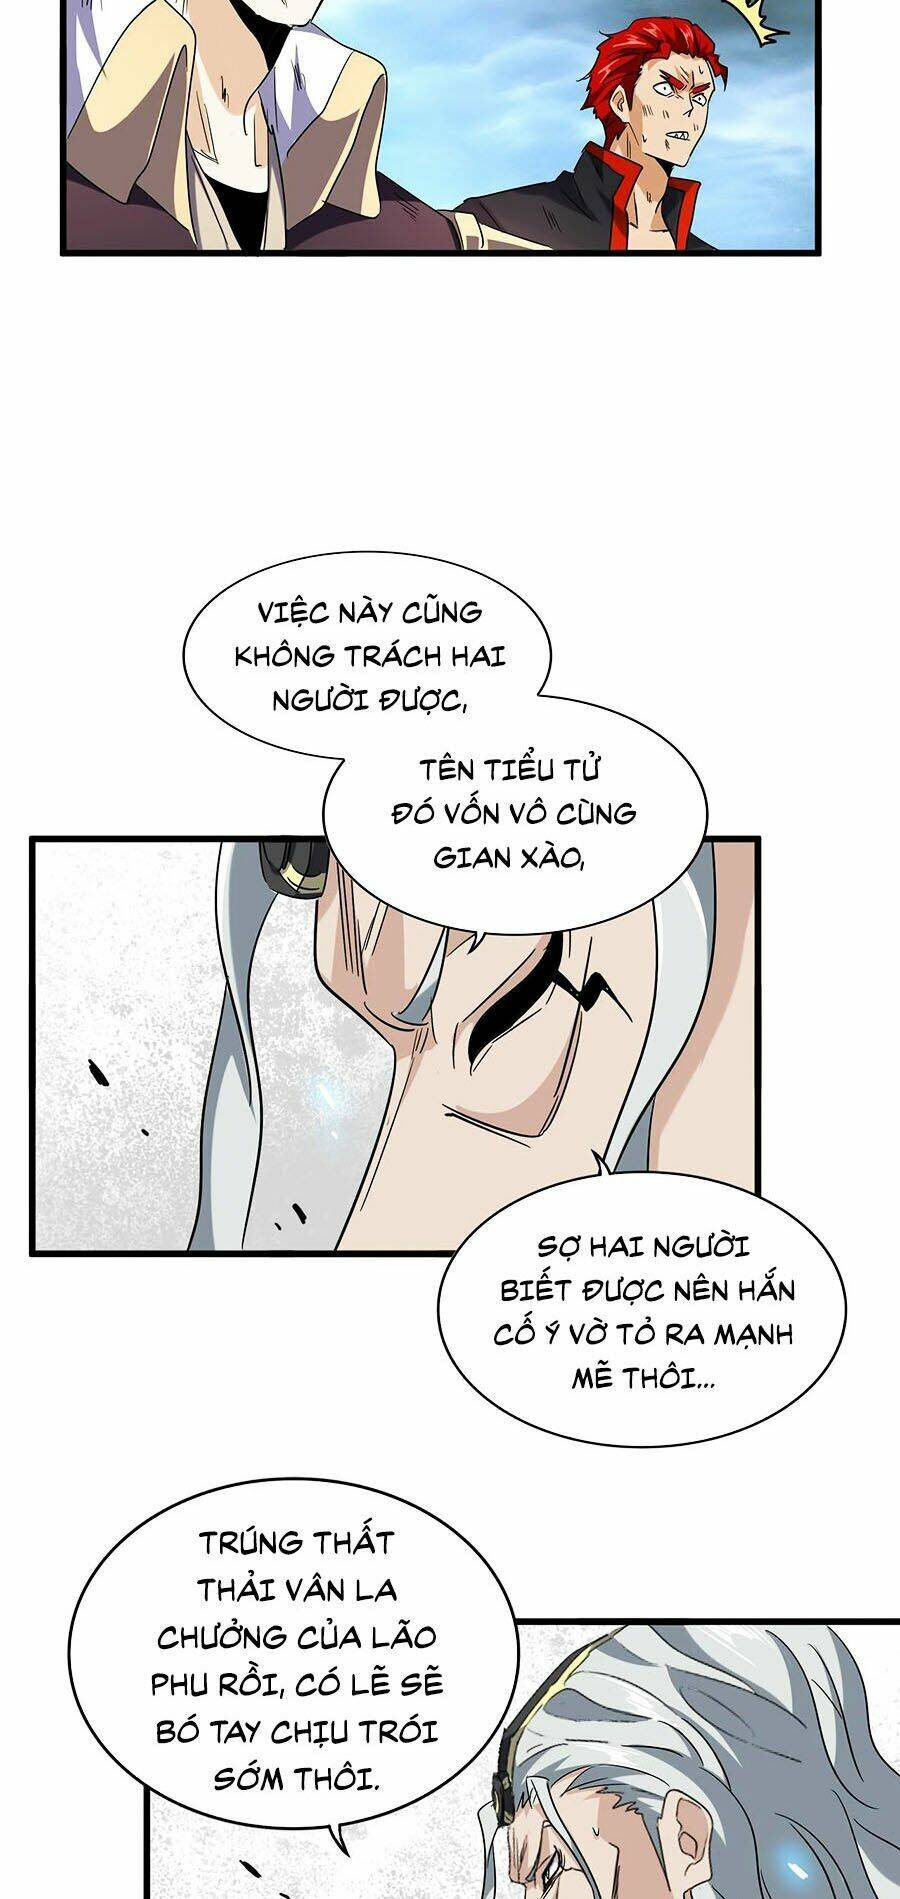 VIỆC NÀY CŨNG
KHÔNG TRÁCH HAI
NGƯỜI ĐƯỢC,
TÊN TIỂU TỬ
ĐÓ VỐN VÔ CÙNG
GIAN XẢO,
SỢ HAI NGƯỜI
BIẾT ĐƯỢC NÊN HẮN
CỐ Ý VỜ TỎ RA MẠNH
MẼ THÔI...
TRÚNG THẤT
THẢI VÂN LA
CHƯỞNG CỦA LÃO
PHU RỒI, CÓ LẼ SẼ
BÓ TAY CHỊU TRÓI
SỚM THÔI.